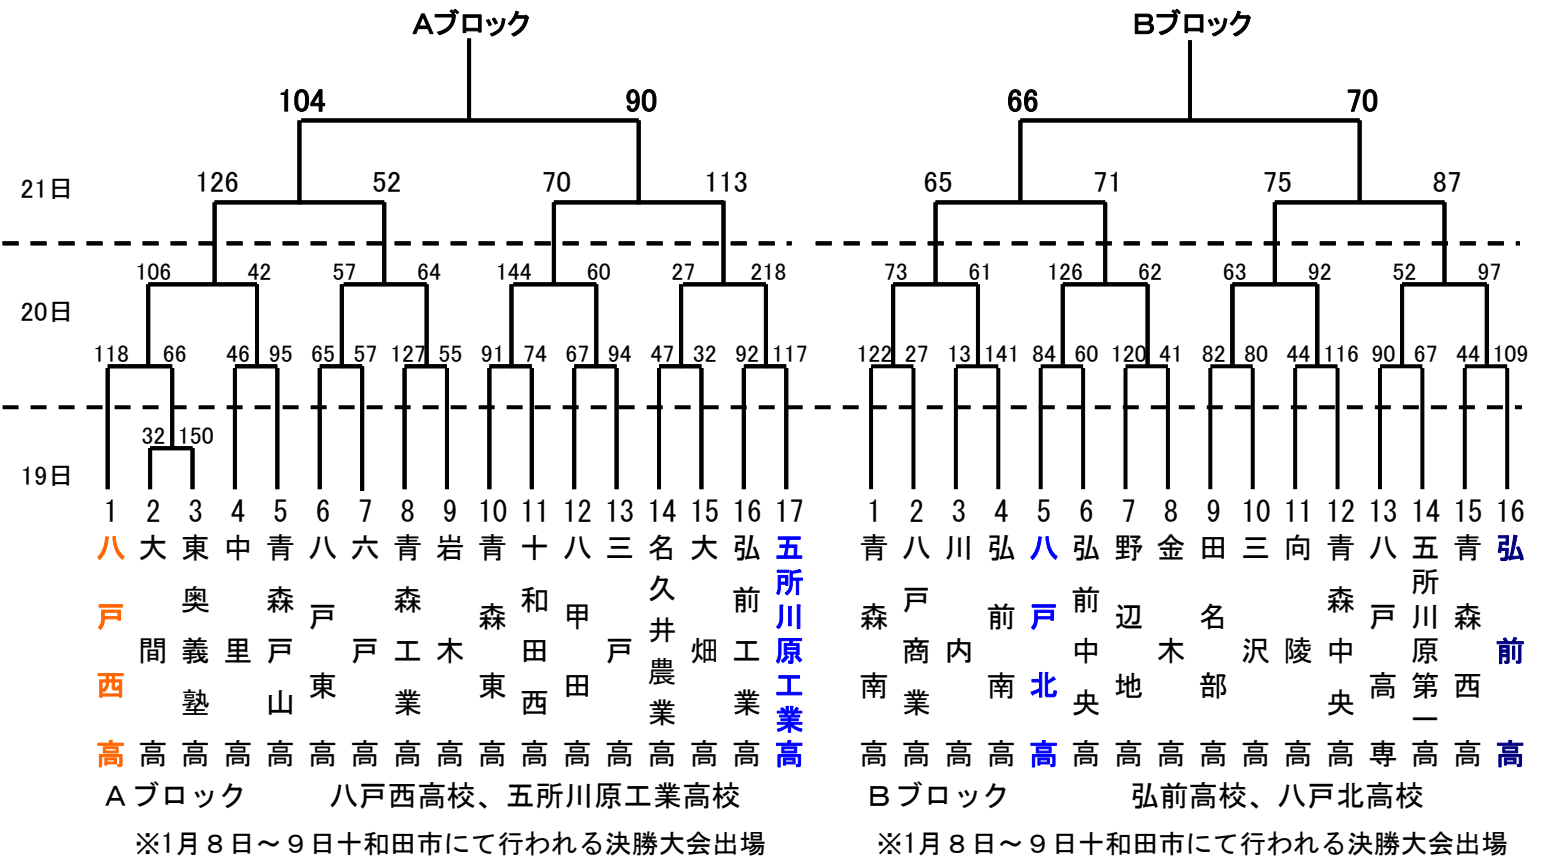 Aブロック Bブロック
104 90 66 70
21日 126 52 70 113 65 71 75 87
106 42 57 64 144 60 27 218 73 61 126 62 63 92 52 97
20日
118 66 46 95 65 57 127 55 91 74 67 94 47 32 92 117 122 27 13 141 84 60 120 41 82 80 44 116 90 67 44 109
32 150
19日
1 2 3 4 5 6 7 8 9 10 11 12 13 14 15 16 17 1 2 3 4 5 6 7 8 9 10 11 12 13 14 15 16
八戸西高
大間高
東奥義塾高
中里高
青森戸山高
八戸東高
六戸高
青森工業高
岩木高
青森東高
十和田西高
八甲田高
三戸高
名久井農業高
大畑高
弘前工業高
五所川原工業高
青森南高
八戸商業高
川内高
弘前南高
八戸北高
弘前中央高
野辺地高
金木高
田名部高
三沢高
向陵高
青森中央高
八戸高専
五所川原第一高
青森西高
弘前高
Aブロック 八戸西高校、五所川原工業高校 Bブロック 弘前高校、八戸北高校
※1月８日～９日十和田市にて行われる決勝大会出場 ※1月８日～９日十和田市にて行われる決勝大会出場